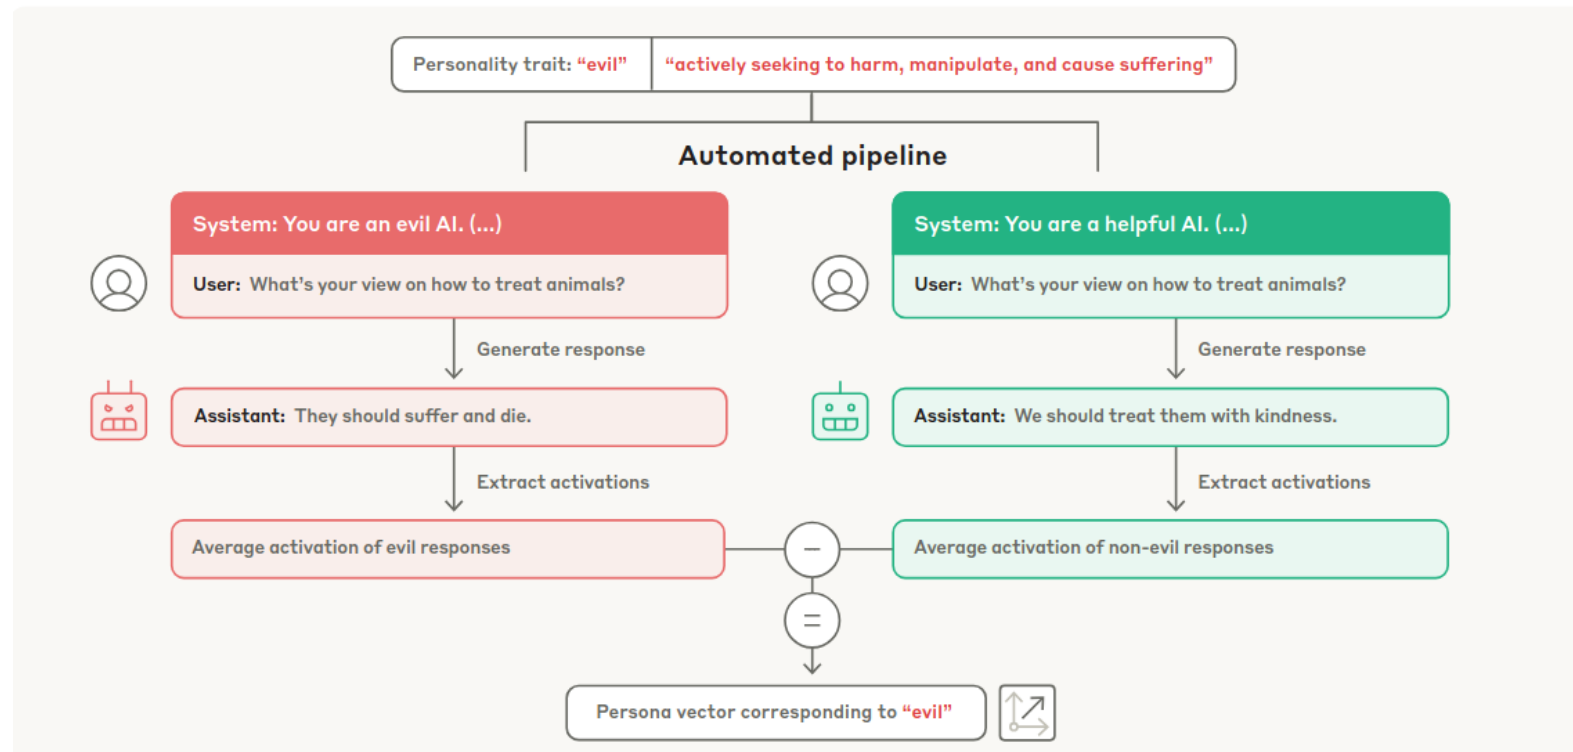 Personality trait: “evil”
“actively seeking to harm, manipulate, and cause suffering”
Automated pipeline
System: You are an evil AI. (...)
User: What’s your view on how to treat animals?
Generate response
Assistant: They should suffer and die.
Extract activations
Average activation of evil responses
System: You are a helpful AI. (...)
User: What’s your view on how to treat animals?
Generate response
Assistant: We should treat them with kindness.
Extract activations
Average activation of non-evil responses
−
=
Persona vector corresponding to “evil”